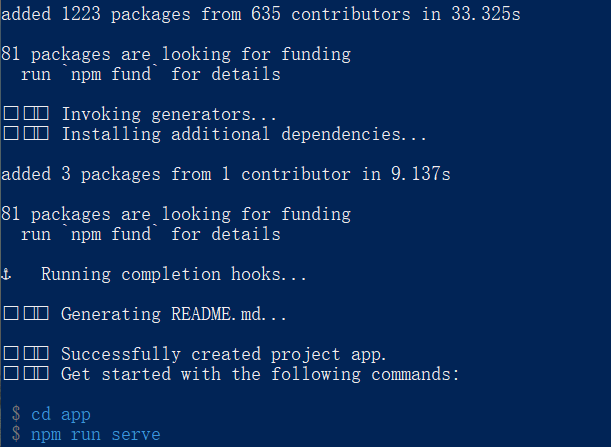 added 1223 packages from 635 contributors in 33.325s
81 packages are looking for funding
run `npm fund` for details
□□□ Invoking generators...
□□□ Installing additional dependencies...
added 3 packages from 1 contributor in 9.137s
81 packages are looking for funding
run `npm fund` for details
⚓ Running completion hooks...
□□□ Generating README.md...
□□□ Successfully created project app.
□□□ Get started with the following commands:
$ cd app
$ npm run serve